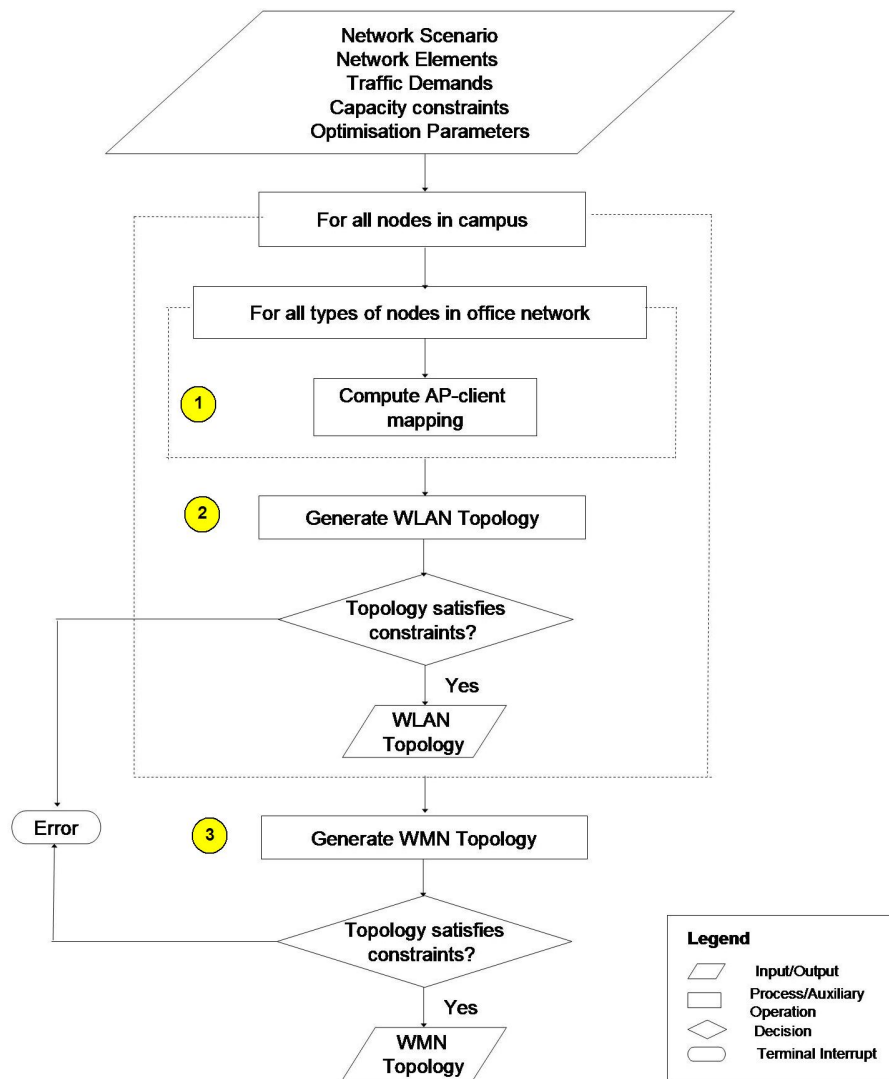 Network Scenario
Network Elements
Traffic Demands
Capacity constraints
Optimisation Parameters
For all nodes in campus
For all types of nodes in office network
1
Compute AP-client
mapping
2
Generate WLAN Topology
Topology satisfies
constraints?
Yes
WLAN
Topology
Error
3
Generate WMN Topology
Topology satisfies
constraints?
Yes
WMN
Topology
Legend
Input/Output
Process/Auxiliary
Operation
Decision
Terminal Interrupt